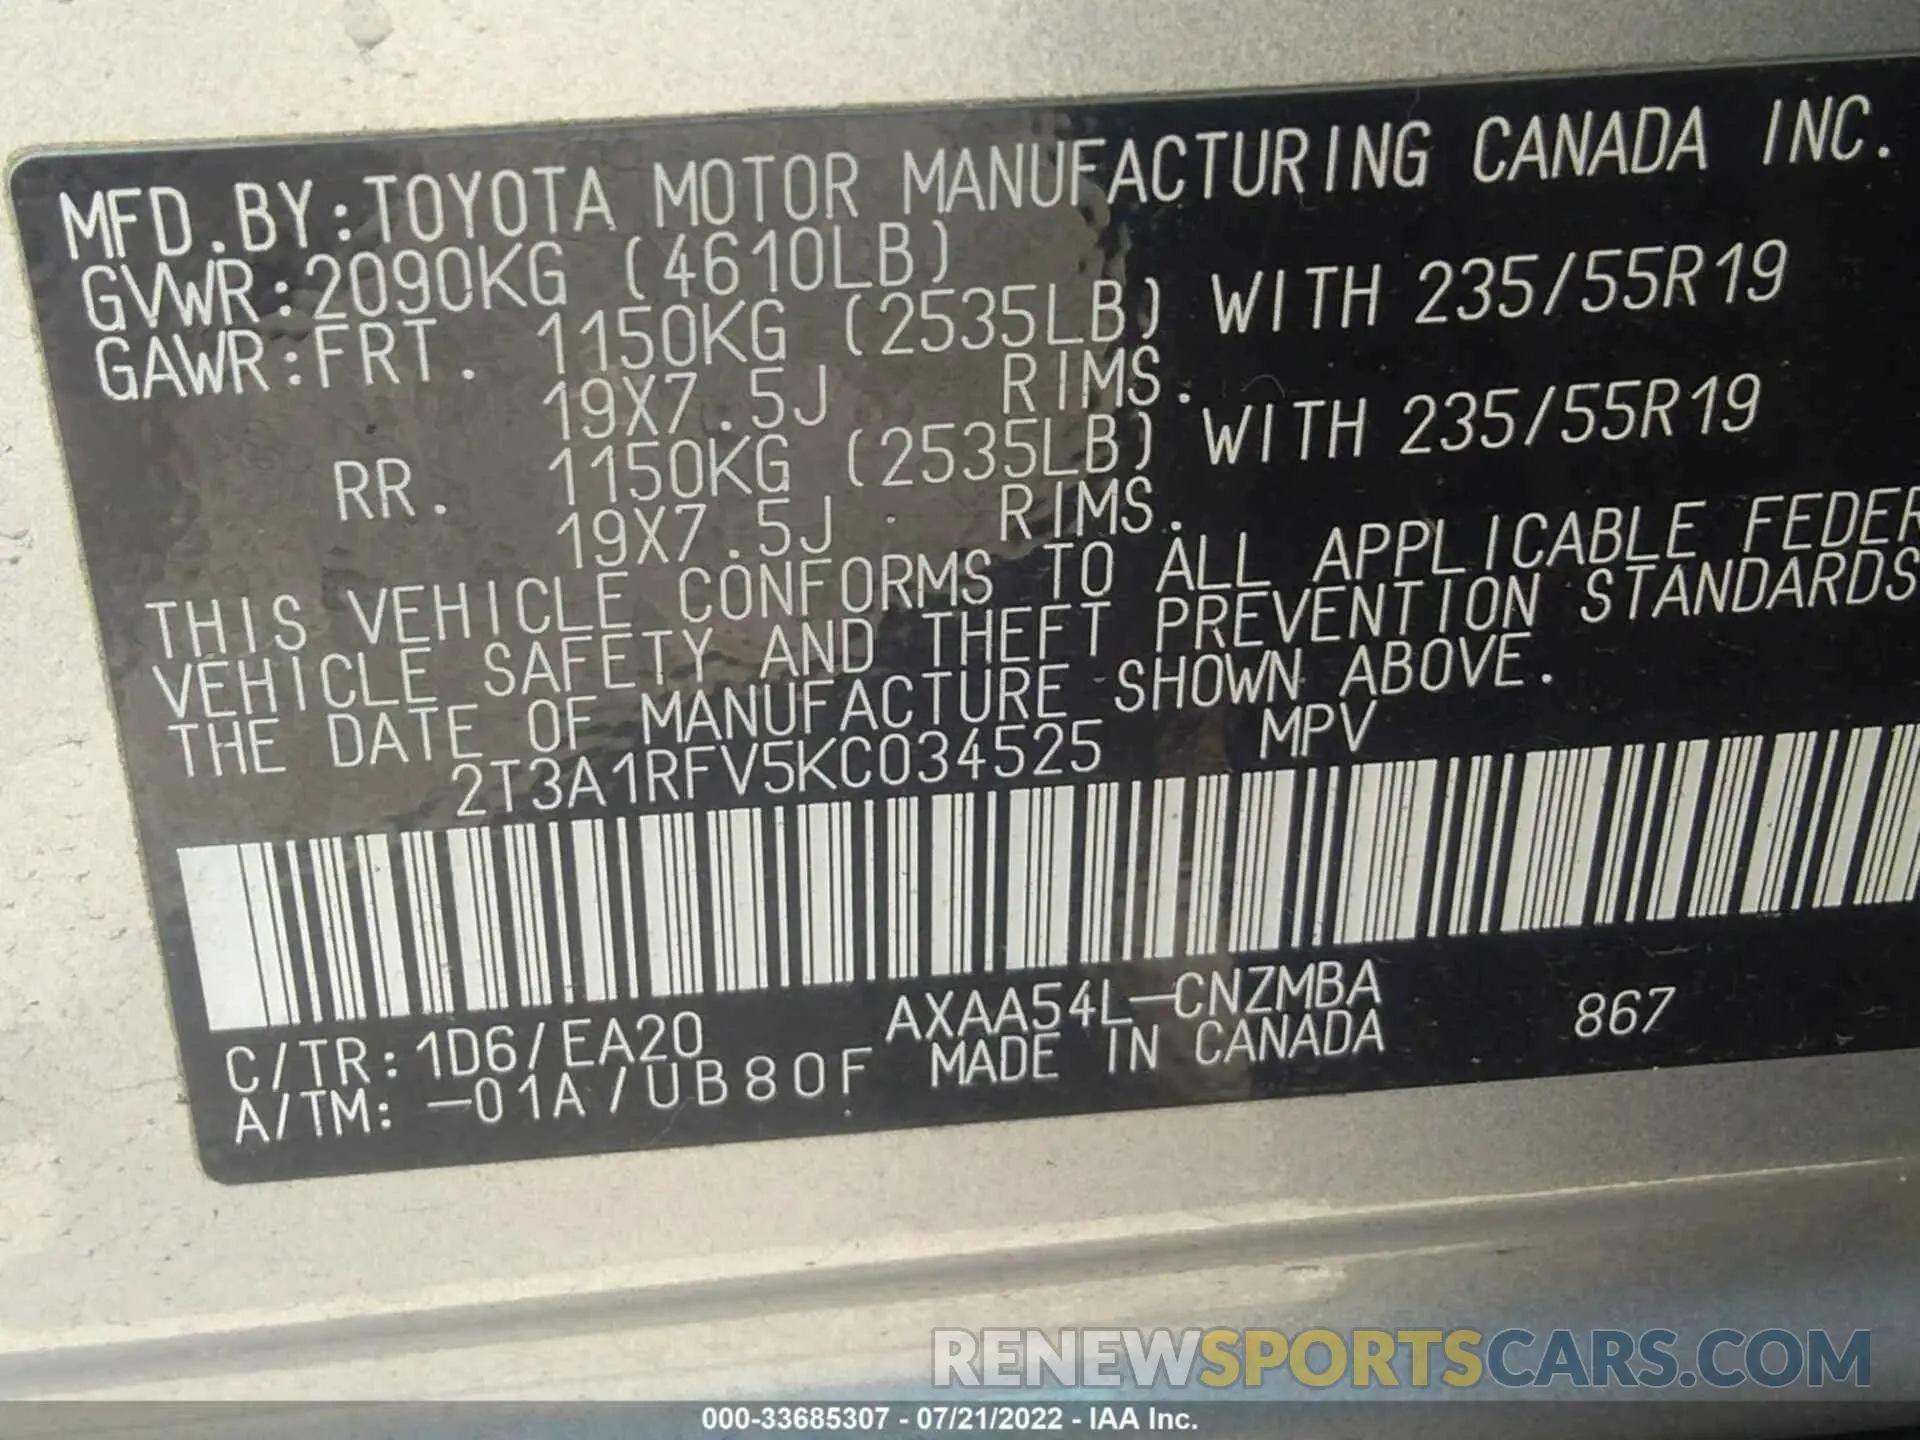 MFD.BY:TOYOTA MOTOR MANUFACTURING CANADA INC.
GVWR:2090KG (4610LB)
GAWR:FRT. 1150KG (2535LB) WITH 235/55R19
19X7.5J RIMS.
RR. 1150KG (2535LB) WITH 235/55R19
19X7.5J RIMS.
THIS VEHICLE CONFORMS TO ALL APPLICABLE FEDER
VEHICLE SAFETY AND THEFT PREVENTION STANDARDS
THE DATE OF MANUFACTURE SHOWN ABOVE.
2T3A1RFV5KC034525 MPV
C/TR:1D6/EA20 AXAA54L-CNZMBA 867
A/TM:-01A/UB80F MADE IN CANADA
RENEWSPORTSCARS.COM
000-33685307 - 07/21/2022 - IAA Inc.